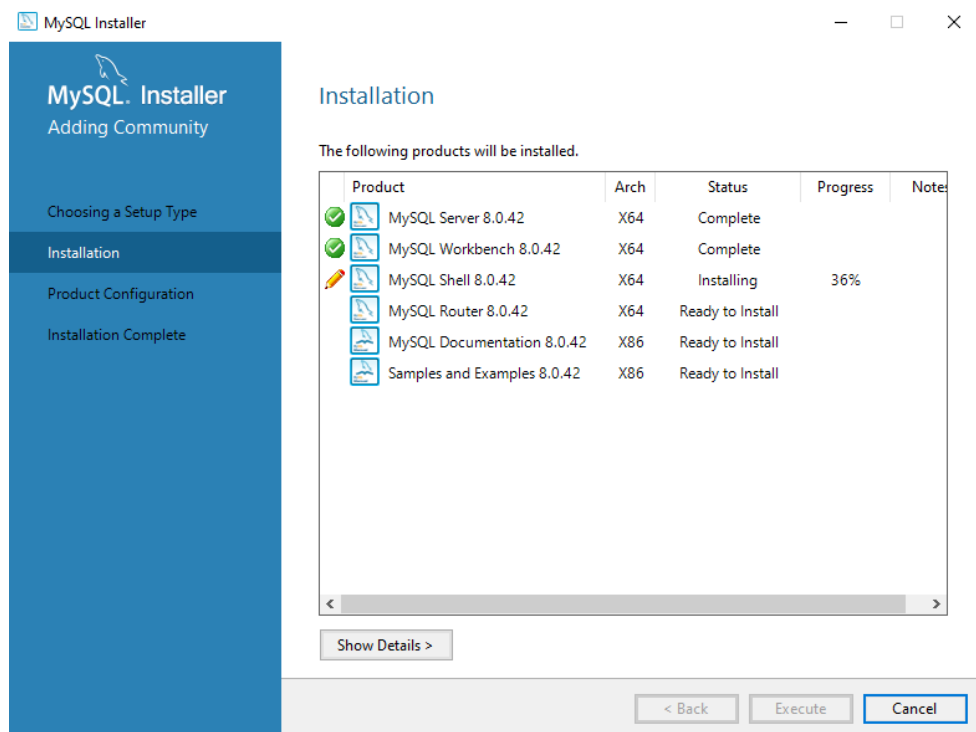 MySQL Installer
MySQL. Installer
Adding Community
Choosing a Setup Type
Installation
Product Configuration
Installation Complete
Installation
The following products will be installed.
Product Arch Status Progress Notes
MySQL Server 8.0.42 X64 Complete
MySQL Workbench 8.0.42 X64 Complete
MySQL Shell 8.0.42 X64 Installing 36%
MySQL Router 8.0.42 X64 Ready to Install
MySQL Documentation 8.0.42 X86 Ready to Install
Samples and Examples 8.0.42 X86 Ready to Install
Show Details >
< Back Execute Cancel